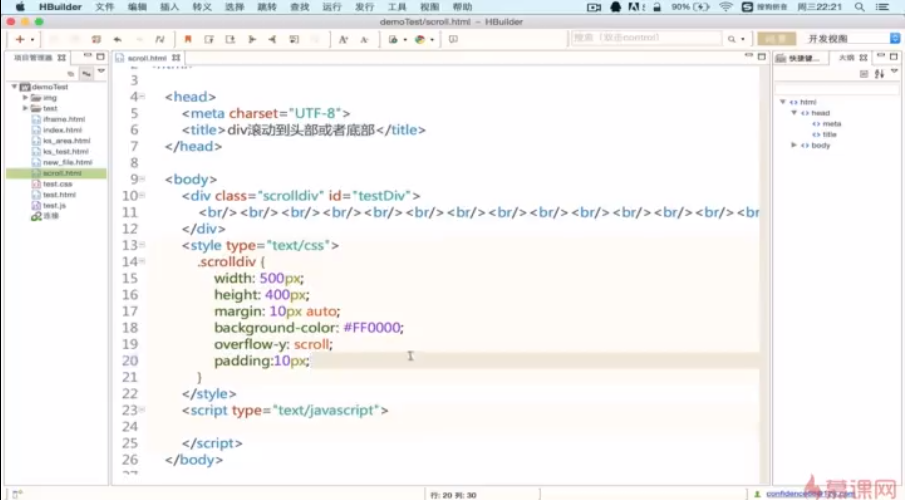 HBuilder 文件 编辑 插入 转义 选择 跳转 查找 运行 发行 工具 视图 帮助 90% 搜狗拼音 周三22:21
demoTest/scroll.html – HBuilder
搜索（双击control） 开发视图
项目管理器
scroll.html
快捷键... 大纲
demoTest
img
text
iframe.html
index.html
ks_area.html
ks_test.html
new_file.html
scroll.html
test.css
test.html
test.js
连接
3
4 <head>
5 <meta charset="UTF-8">
6 <title>div滚动到头部或者底部</title>
7 </head>
8
9 <body>
10 <div class="scrolldiv" id="testDiv">
11 <br/><br/><br/><br/><br/><br/><br/><br/><br/><br/><br/><br/><br/><br
12 </div>
13 <style type="text/css">
14 .scrolldiv {
15 width: 500px;
16 height: 400px;
17 margin: 10px auto;
18 background-color: #FF0000;
19 overflow-y: scroll;
20 padding:10px;
21 }
22 </style>
23 <script type="text/javascript">
24
25 </script>
26 </body>
html
head
meta
title
body
行: 20 列: 30
慕课网